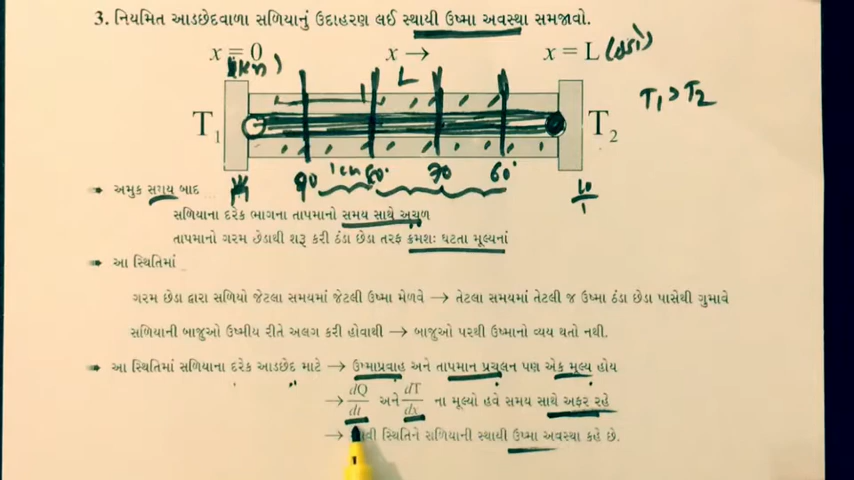 3. નિયમિત આડછેદવાળા સળિયાનું ઉદાહરણ લઈ સ્થાયી ઉષ્મા અવસ્થા સમજાવો.
x = 0 x → x = L
L T₁ > T₂
T₁ T₂
90 1cm 80° 70 60°
અમુક સમય બાદ
સળિયાના દરેક ભાગના તાપમાનો સમય સાથે અચળ
તાપમાનો ગરમ છેડાથી શરૂ કરી ઠંડા છેડા તરફ ક્રમશઃ ઘટતા મૂલ્યનાં
આ સ્થિતિમાં
ગરમ છેડા દ્વારા સળિયો જેટલા સમયમાં જેટલી ઉષ્મા મેળવે → તેટલા સમયમાં તેટલી જ ઉષ્મા ઠંડા છેડા પાસેથી ગુમાવે
સળિયાની બાજુઓ ઉષ્મીય રીતે અલગ કરી હોવાથી → બાજુઓ પરથી ઉષ્માનો વ્યય થતો નથી.
આ સ્થિતિમાં સળિયાના દરેક આડછેદ માટે → ઉષ્માપ્રવાહ અને તાપમાન પ્રચલન પણ એક મૂલ્ય હોય
→ dQ/dt અને dT/dx ના મૂલ્યો હવે સમય સાથે અફર રહે
→ સ્થિતિને સળિયાની સ્થાયી ઉષ્મા અવસ્થા કહે છે.